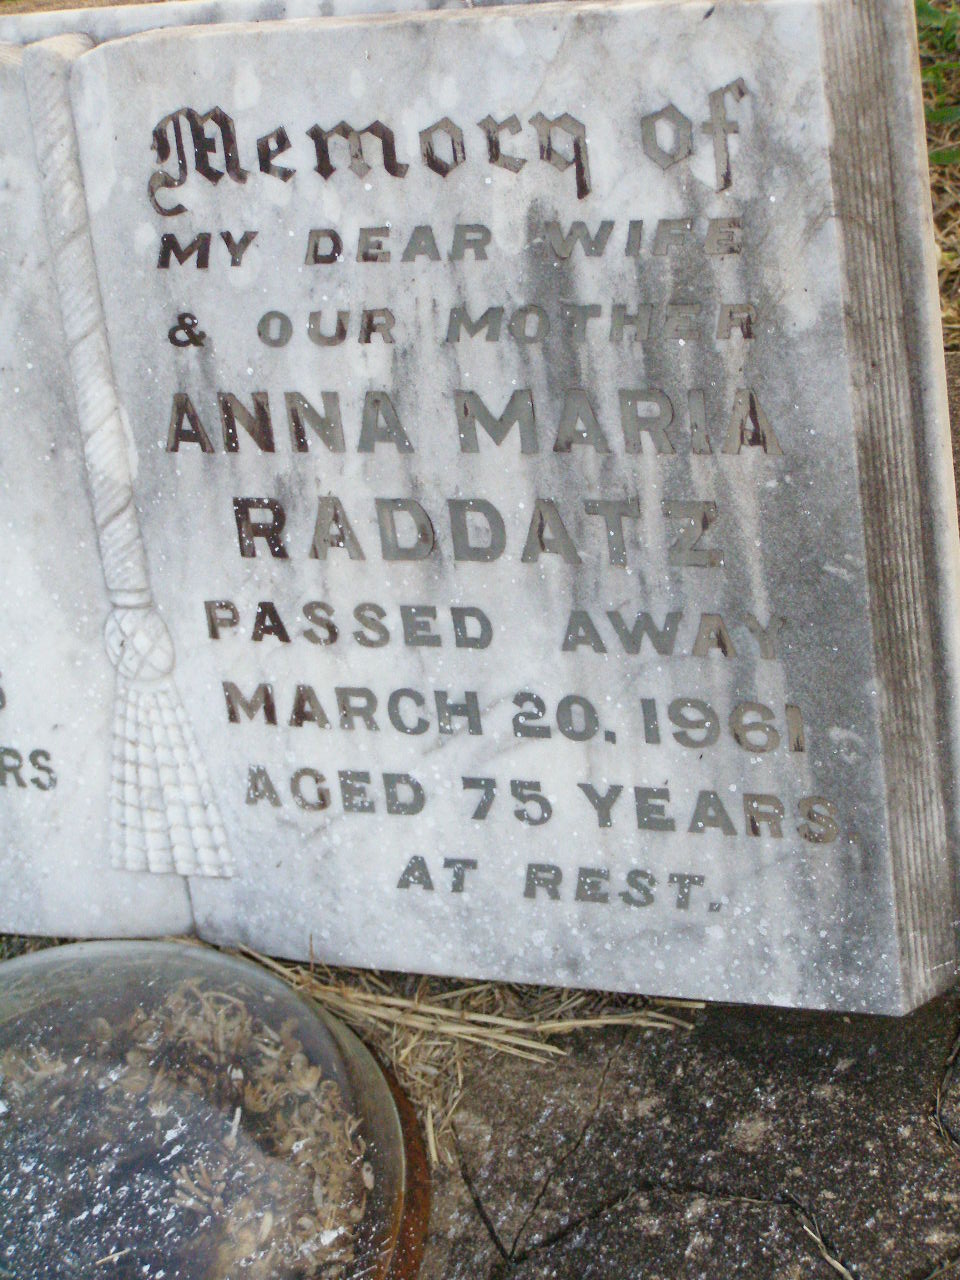 Memory of
MY DEAR WIFE
& OUR MOTHER
ANNA MARIA
RADDATZ
PASSED AWAY
MARCH 20. 1961
AGED 75 YEARS.
AT REST.